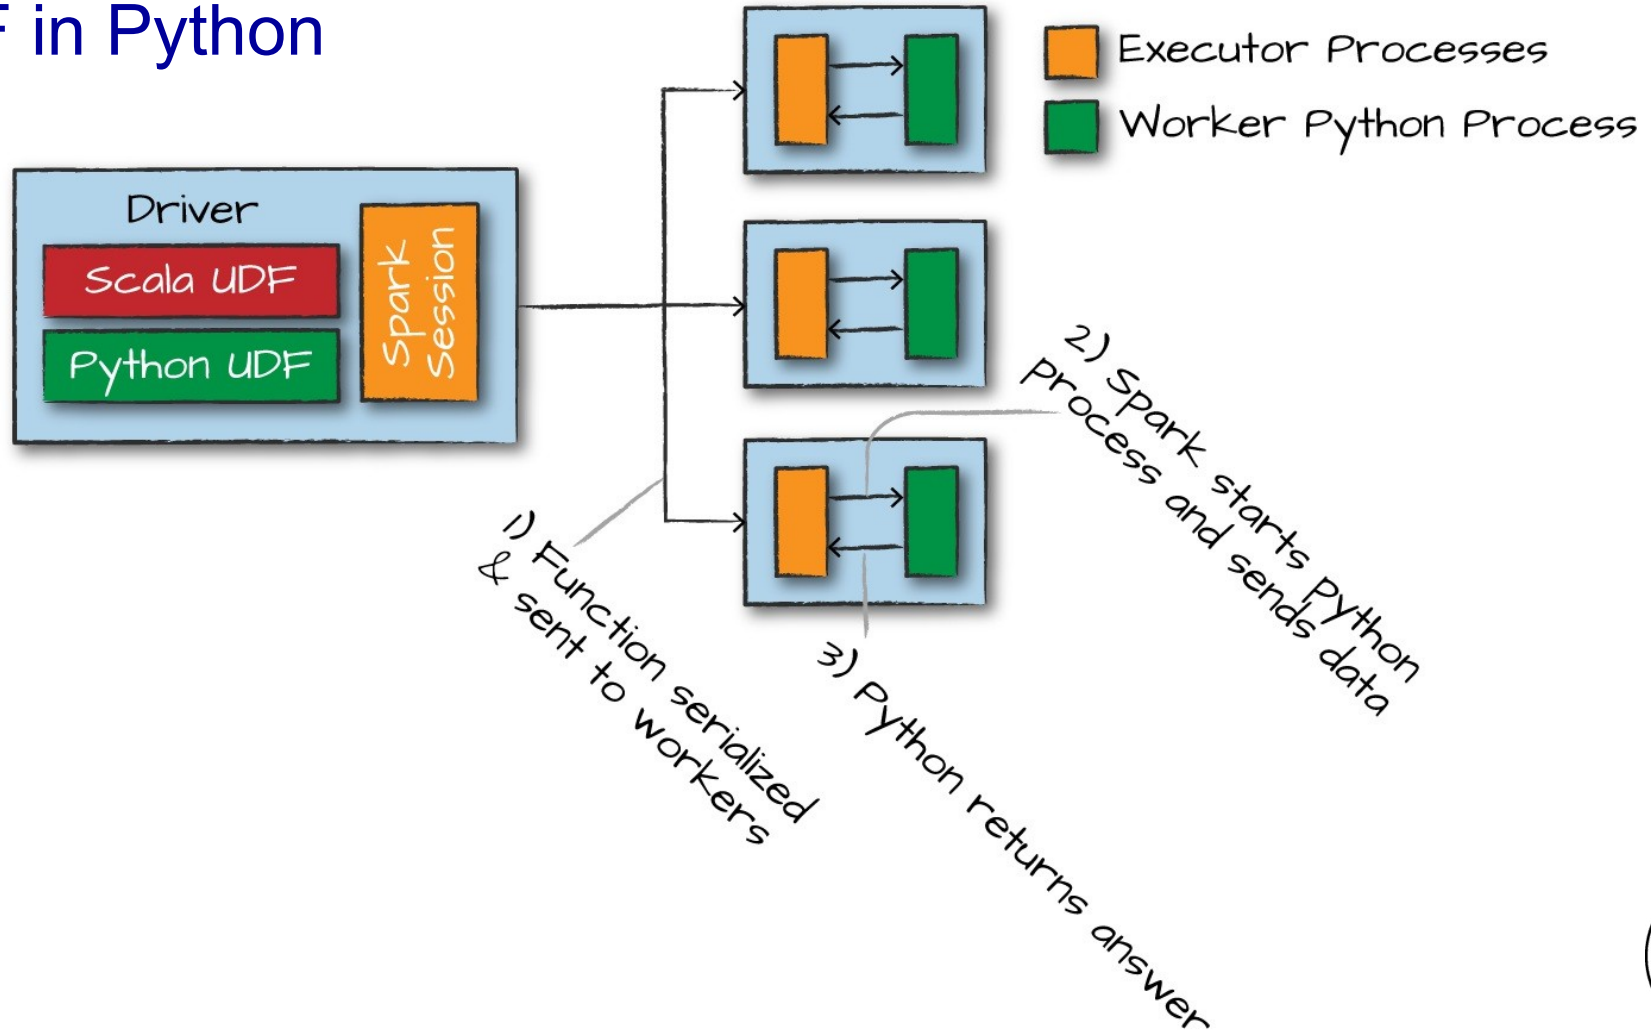 F in Python
Executor Processes
Worker Python Process
Driver
Scala UDF
Python UDF
Spark
Session
1) Function serialized
& sent to workers
2) Spark starts Python
process and sends data
3) Python returns answer